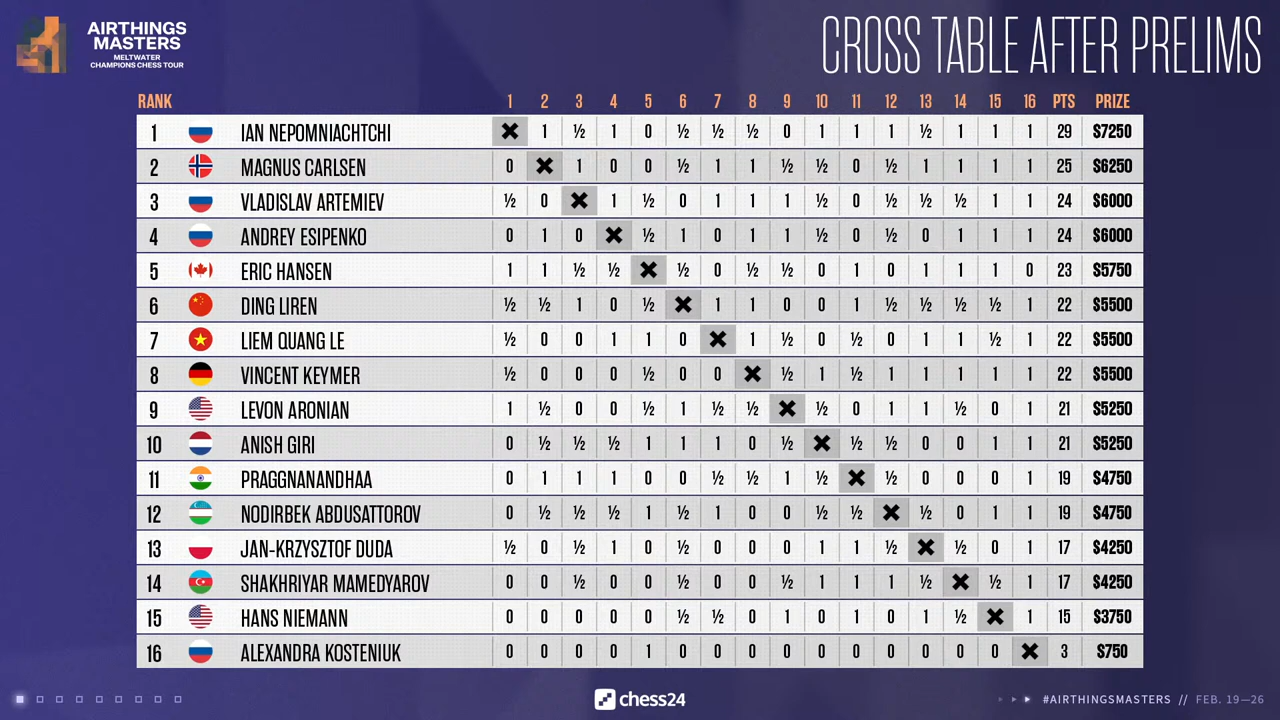 AIRTHINGS
MASTERS
MELTWATER
CHAMPIONS CHESS TOUR
CROSS TABLE AFTER PRELIMS
RANK 1 2 3 4 5 6 7 8 9 10 11 12 13 14 15 16 PTS PRIZE
1 IAN NEPOMNIACHTCHI ✖ 1 ½ 1 0 ½ ½ ½ 0 1 1 1 ½ 1 1 1 29 $7250
2 MAGNUS CARLSEN 0 ✖ 1 0 0 ½ 1 1 ½ ½ 0 ½ 1 1 1 1 25 $6250
3 VLADISLAV ARTEMIEV ½ 0 ✖ 1 ½ 0 1 1 1 ½ 0 ½ ½ ½ 1 1 24 $6000
4 ANDREY ESIPENKO 0 1 0 ✖ ½ 1 0 1 1 ½ 0 ½ 0 1 1 1 24 $6000
5 ERIC HANSEN 1 1 ½ ½ ✖ ½ 0 ½ ½ 0 1 0 1 1 1 0 23 $5750
6 DING LIREN ½ ½ 1 0 ½ ✖ 1 1 0 0 1 ½ ½ ½ ½ 1 22 $5500
7 LIEM QUANG LE ½ 0 0 1 1 0 ✖ 1 ½ 0 ½ 0 1 1 ½ 1 22 $5500
8 VINCENT KEYMER ½ 0 0 0 ½ 0 0 ✖ ½ 1 ½ 1 1 1 1 1 22 $5500
9 LEVON ARONIAN 1 ½ 0 0 ½ 1 ½ ½ ✖ ½ 0 1 1 ½ 0 1 21 $5250
10 ANISH GIRI 0 ½ ½ ½ 1 1 1 0 ½ ✖ ½ ½ 0 0 1 1 21 $5250
11 PRAGGNANANDHAA 0 1 1 1 0 0 ½ ½ 1 ½ ✖ ½ 0 0 0 1 19 $4750
12 NODIRBEK ABDUSATTOROV 0 ½ ½ ½ 1 ½ 1 0 0 ½ ½ ✖ ½ 0 1 1 19 $4750
13 JAN-KRZYSZTOF DUDA ½ 0 ½ 1 0 ½ 0 0 0 1 1 ½ ✖ ½ 0 1 17 $4250
14 SHAKHRIYAR MAMEDYAROV 0 0 ½ 0 0 ½ 0 0 ½ 1 1 1 ½ ✖ ½ 1 17 $4250
15 HANS NIEMANN 0 0 0 0 0 ½ ½ 0 1 0 1 0 1 ½ ✖ 1 15 $3750
16 ALEXANDRA KOSTENIUK 0 0 0 0 1 0 0 0 0 0 0 0 0 0 0 ✖ 3 $750
chess24
#AIRTHINGSMASTERS // FEB. 19—26